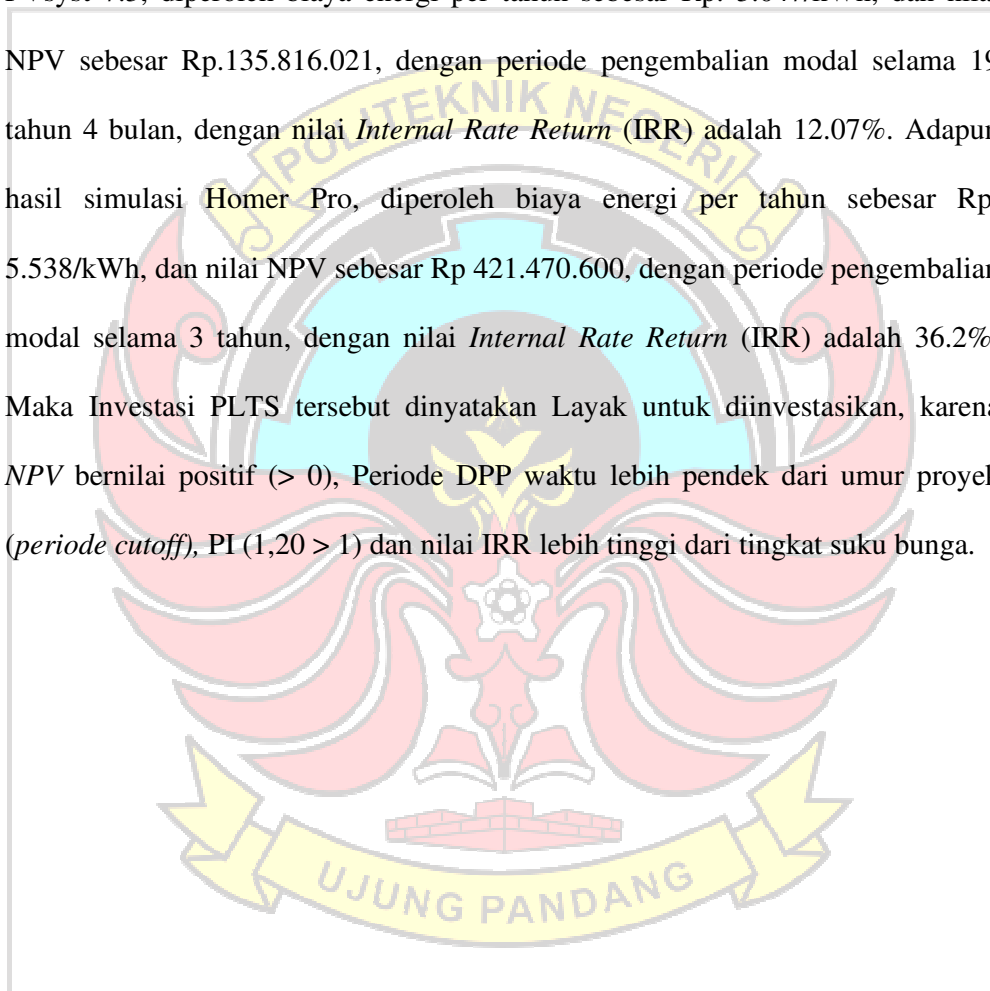 NPV sebesar Rp.135.816.021, dengan periode pengembalian modal selama 19
tahun 4 bulan, dengan nilai Internal Rate Return (IRR) adalah 12.07%. Adapun
hasil simulasi Homer Pro, diperoleh biaya energi per tahun sebesar Rp
5.538/kWh, dan nilai NPV sebesar Rp 421.470.600, dengan periode pengembalian
modal selama 3 tahun, dengan nilai Internal Rate Return (IRR) adalah 36.2%
Maka Investasi PLTS tersebut dinyatakan Layak untuk diinvestasikan, karena
NPV bernilai positif (> 0), Periode DPP waktu lebih pendek dari umur proyek
(periode cutoff), PI (1,20 > 1) dan nilai IRR lebih tinggi dari tingkat suku bunga.
POLITEKNIK NEGERI
UJUNG PANDANG